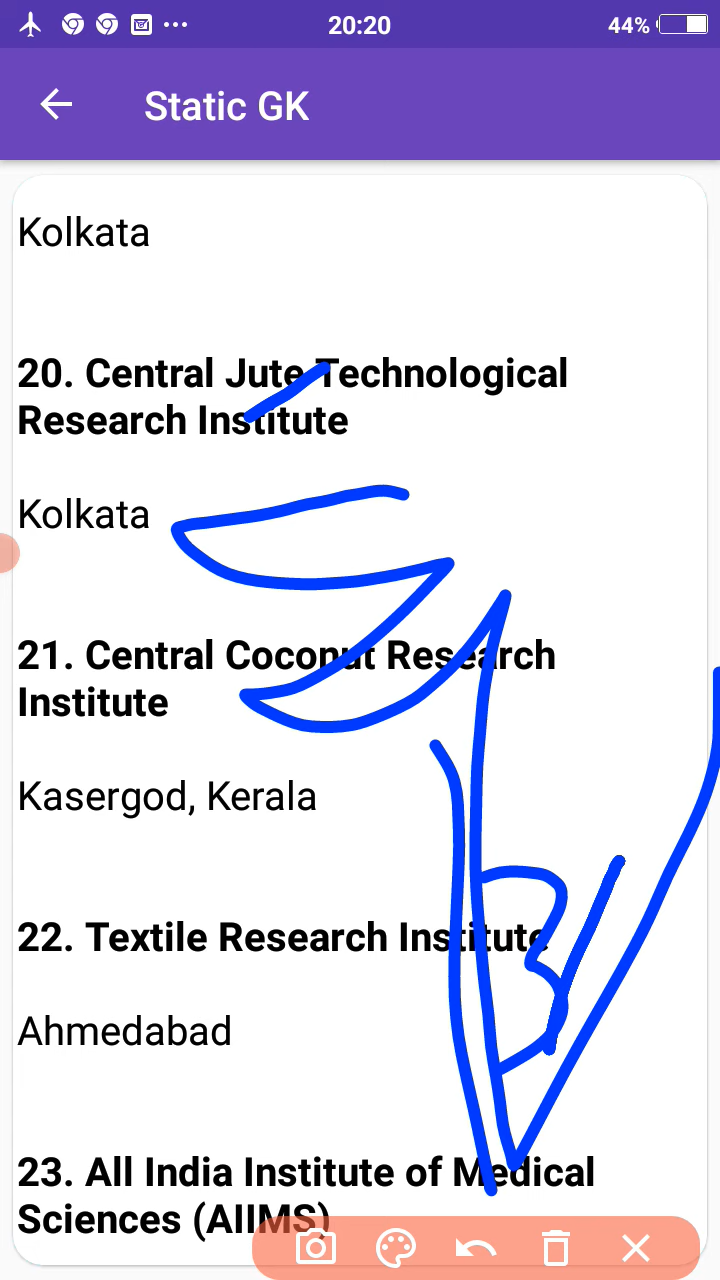 20:20
44%
Static GK
Kolkata
20. Central Jute Technological
Research Institute
Kolkata
21. Central Coconut Research
Institute
Kasergod, Kerala
22. Textile Research Institute
Ahmedabad
23. All India Institute of Medical
Sciences (AIIMS)